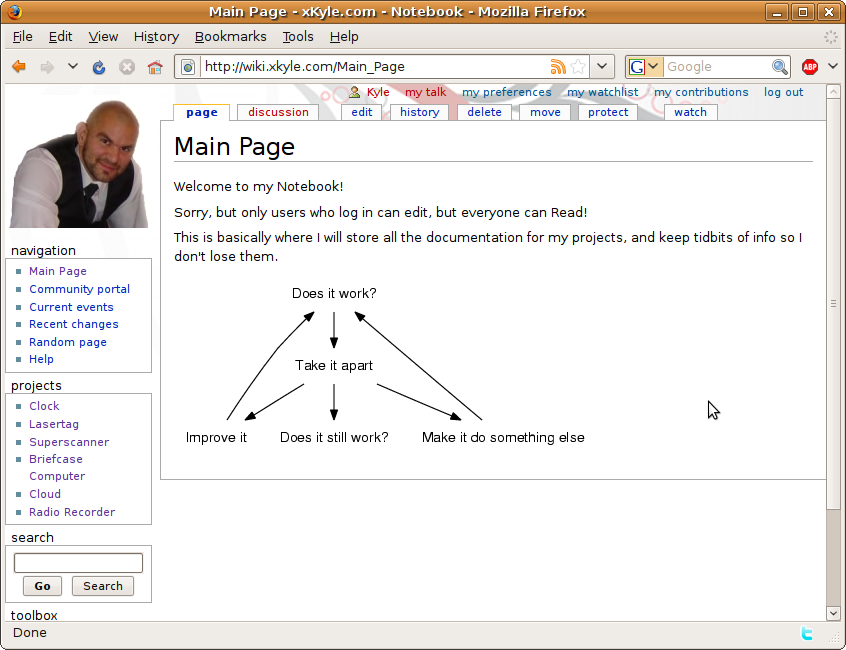 Main Page - xKyle.com - Notebook - Mozilla Firefox
File Edit View History Bookmarks Tools Help
http://wiki.xkyle.com/Main_Page G Google ABP
Kyle my talk my preferences my watchlist my contributions log out
page discussion edit history delete move protect watch
Main Page
Welcome to my Notebook!
Sorry, but only users who log in can edit, but everyone can Read!
This is basically where I will store all the documentation for my projects, and keep tidbits of info so I
don't lose them.
Does it work?
Take it apart
Improve it Does it still work? Make it do something else
navigation
Main Page
Community portal
Current events
Recent changes
Random page
Help
projects
Clock
Lasertag
Superscanner
Briefcase
Computer
Cloud
Radio Recorder
search
Go Search
toolbox
Done